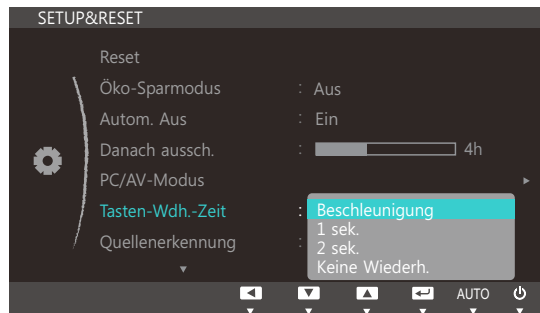 SETUP&RESET
Reset
Öko-Sparmodus : Aus
Autom. Aus : Ein
Danach aussch. : 4h
PC/AV-Modus
Tasten-Wdh.-Zeit : Beschleunigung
1 sek.
2 sek.
Quellenerkennung :
Keine Wiederh.
AUTO